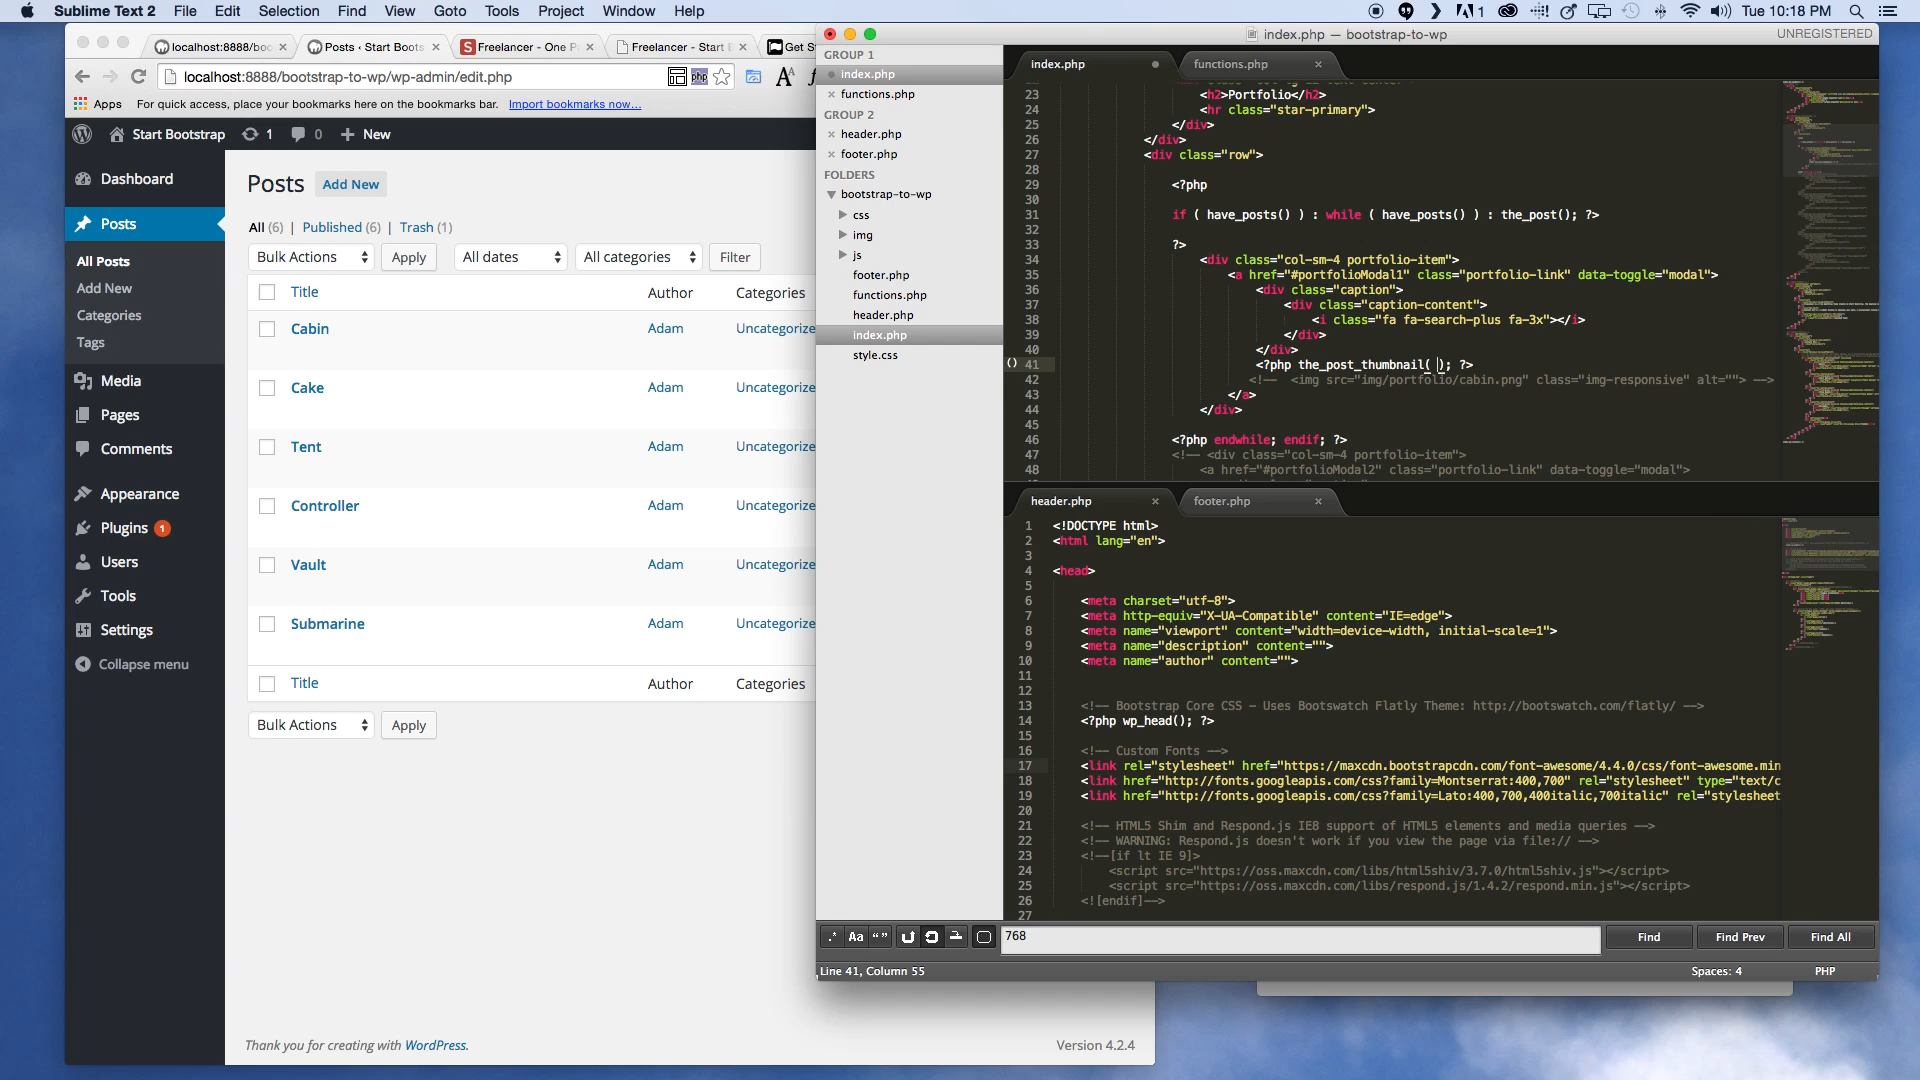 Sublime Text 2 File Edit Selection Find View Goto Tools Project Window Help
1 Tue 10:18 PM
localhost:8888/boo
Posts ‹ Start Boots
Freelancer - One P
Freelancer - Start B
Get S
localhost:8888/bootstrap-to-wp/wp-admin/edit.php
php
Apps For quick access, place your bookmarks here on the bookmarks bar. Import bookmarks now...
Start Bootstrap 1 0 New
Dashboard
Posts
All Posts
Add New
Categories
Tags
Media
Pages
Comments
Appearance
Plugins 1
Users
Tools
Settings
Collapse menu
Posts Add New
All (6) | Published (6) | Trash (1)
Bulk Actions Apply All dates All categories Filter
Title Author Categories
Cabin Adam Uncategorize
Cake Adam Uncategorize
Tent Adam Uncategorize
Controller Adam Uncategorize
Vault Adam Uncategorize
Submarine Adam Uncategorize
Title Author Categories
Bulk Actions Apply
Thank you for creating with WordPress. Version 4.2.4
index.php — bootstrap-to-wp UNREGISTERED
GROUP 1
index.php
functions.php
GROUP 2
header.php
footer.php
FOLDERS
bootstrap-to-wp
css
img
js
footer.php
functions.php
header.php
index.php
style.css
index.php functions.php
23 <h2>Portfolio</h2>
24 <hr class="star-primary">
25 </div>
26 </div>
27 <div class="row">
28
29 <?php
30
31 if ( have_posts() ) : while ( have_posts() ) : the_post(); ?>
32
33 ?>
34 <div class="col-sm-4 portfolio-item">
35 <a href="#portfolioModal1" class="portfolio-link" data-toggle="modal">
36 <div class="caption">
37 <div class="caption-content">
38 <i class="fa fa-search-plus fa-3x"></i>
39 </div>
40 </div>
41 <?php the_post_thumbnail( ); ?>
42 <!-- <img src="img/portfolio/cabin.png" class="img-responsive" alt=""> -->
43 </a>
44 </div>
45
46 <?php endwhile; endif; ?>
47 <!-- <div class="col-sm-4 portfolio-item">
48 <a href="#portfolioModal2" class="portfolio-link" data-toggle="modal">
header.php footer.php
1 <!DOCTYPE html>
2 <html lang="en">
3
4 <head>
5
6 <meta charset="utf-8">
7 <meta http-equiv="X-UA-Compatible" content="IE=edge">
8 <meta name="viewport" content="width=device-width, initial-scale=1">
9 <meta name="description" content="">
10 <meta name="author" content="">
11
12
13 <!-- Bootstrap Core CSS - Uses Bootswatch Flatly Theme: http://bootswatch.com/flatly/ -->
14 <?php wp_head(); ?>
15
16 <!-- Custom Fonts -->
17 <link rel="stylesheet" href="https://maxcdn.bootstrapcdn.com/font-awesome/4.4.0/css/font-awesome.min
18 <link href="http://fonts.googleapis.com/css?family=Montserrat:400,700" rel="stylesheet" type="text/c
19 <link href="http://fonts.googleapis.com/css?family=Lato:400,700,400italic,700italic" rel="stylesheet
20
21 <!-- HTML5 Shim and Respond.js IE8 support of HTML5 elements and media queries -->
22 <!-- WARNING: Respond.js doesn't work if you view the page via file:// -->
23 <!--[if lt IE 9]>
24 <script src="https://oss.maxcdn.com/libs/html5shiv/3.7.0/html5shiv.js"></script>
25 <script src="https://oss.maxcdn.com/libs/respond.js/1.4.2/respond.min.js"></script>
26 <![endif]-->
27
.* Aa “ ” 768 Find Find Prev Find All
Line 41, Column 55 Spaces: 4 PHP